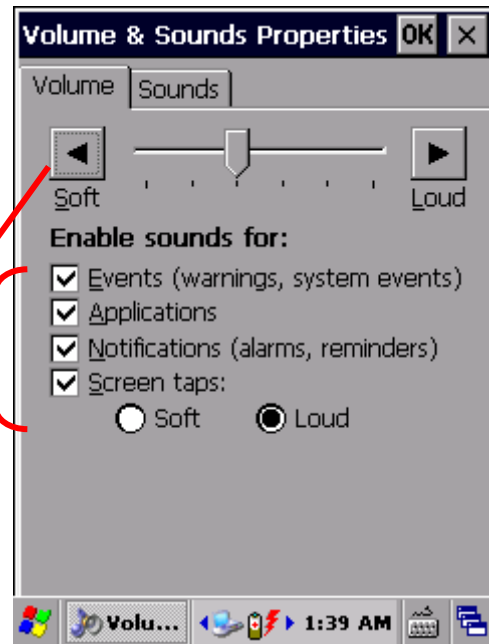 Volume & Sounds Properties OK ×
Volume Sounds
Soft Loud
Enable sounds for:
Events (warnings, system events)
Applications
Notifications (alarms, reminders)
Screen taps:
Soft Loud
Volu... 1:39 AM